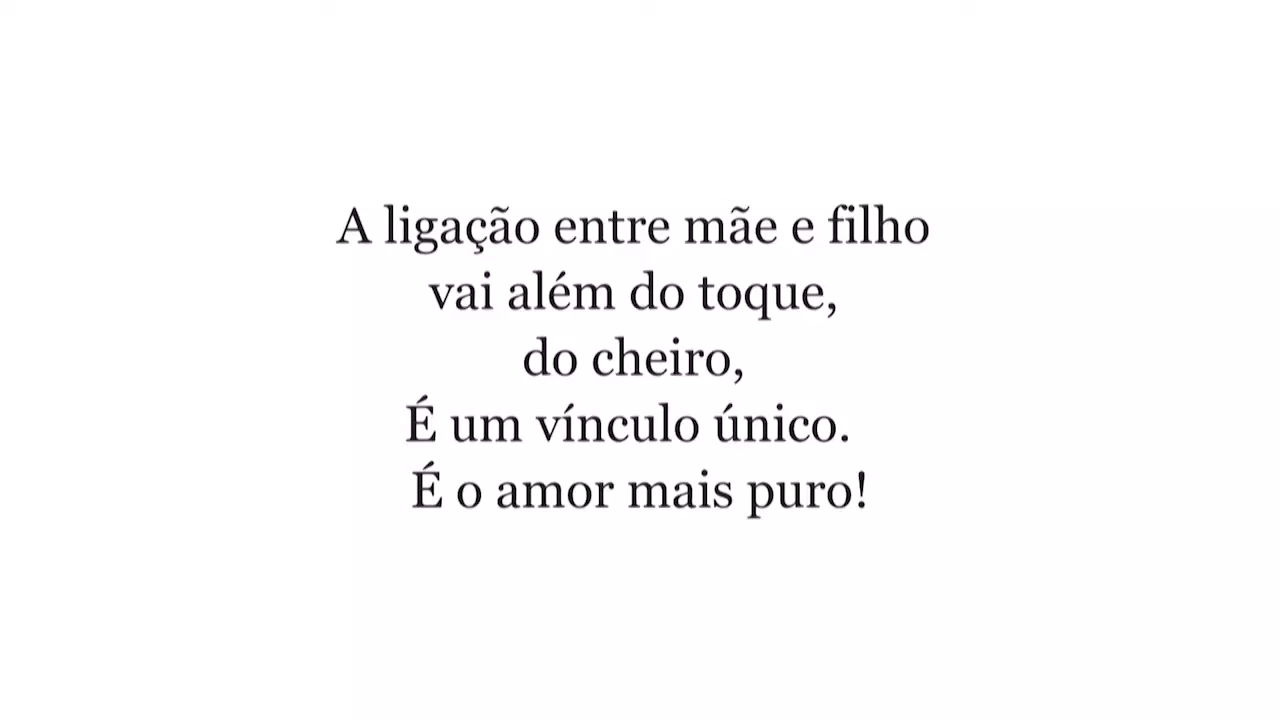 A ligação entre mãe e filho
vai além do toque,
do cheiro,
É um vínculo único.
É o amor mais puro!